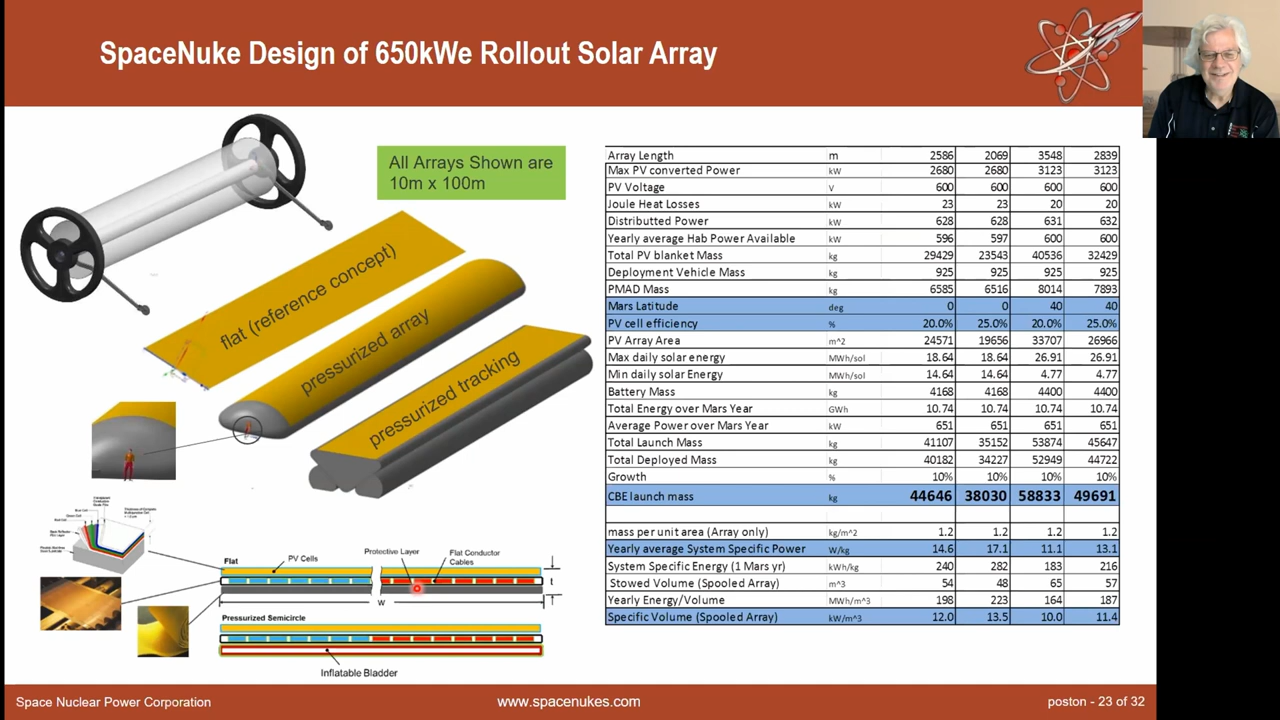 SpaceNuke Design of 650kWe Rollout Solar Array
All Arrays Shown are
10m x 100m
flat (reference concept)
pressurized array
pressurized tracking
Flat
PV Cells
Protective Layer
Flat Conductor
Cables
t
W
Pressurized Semicircle
Inflatable Bladder
Array Length m 2586 2069 3548 2839
Max PV converted Power kW 2680 2680 3123 3123
PV Voltage V 600 600 600 600
Joule Heat Losses kW 23 23 20 20
Distributted Power kW 628 628 631 632
Yearly average Hab Power Available kW 596 597 600 600
Total PV blanket Mass kg 29429 23543 40536 32429
Deployment Vehicle Mass kg 925 925 925 925
PMAD Mass kg 6585 6516 8014 7893
Mars Latitude deg 0 0 40 40
PV cell efficiency % 20.0% 25.0% 20.0% 25.0%
PV Array Area m^2 24571 19656 33707 26966
Max daily solar energy MWh/sol 18.64 18.64 26.91 26.91
Min daily solar Energy MWh/sol 14.64 14.64 4.77 4.77
Battery Mass kg 4168 4168 4400 4400
Total Energy over Mars Year GWh 10.74 10.74 10.74 10.74
Average Power over Mars Year kW 651 651 651 651
Total Launch Mass kg 41107 35152 53874 45647
Total Deployed Mass kg 40182 34227 52949 44722
Growth % 10% 10% 10% 10%
CBE launch mass kg 44646 38030 58833 49691
mass per unit area (Array only) kg/m^2 1.2 1.2 1.2 1.2
Yearly average System Specific Power W/kg 14.6 17.1 11.1 13.1
System Specific Energy (1 Mars yr) kWh/kg 240 282 183 216
Stowed Volume (Spooled Array) m^3 54 48 65 57
Yearly Energy/Volume MWh/m^3 198 223 164 187
Specific Volume (Spooled Array) kW/m^3 12.0 13.5 10.0 11.4
Space Nuclear Power Corporation
www.spacenukes.com
poston - 23 of 32